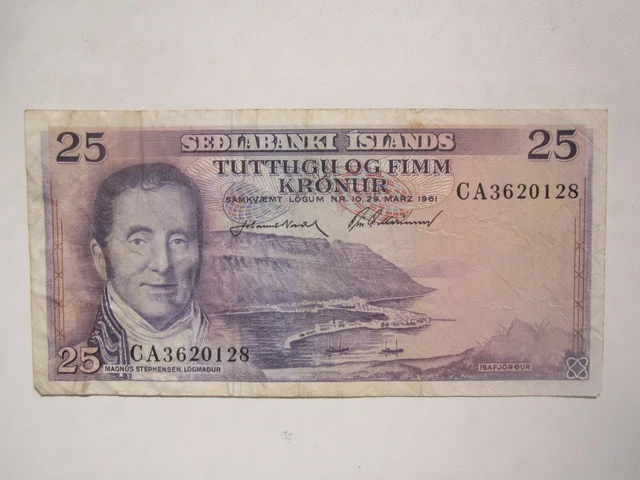 25 SEÐLABANKI ÍSLANDS 25
TUTTUGU OG FIMM
KRÓNUR
SAMKVÆMT LÖGUM NR. 10, 29. MARZ 1961
CA3620128
25 CA3620128
MAGNÚS STEPHENSEN, LÖGMAÐUR
ÍSAFJÖRÐUR